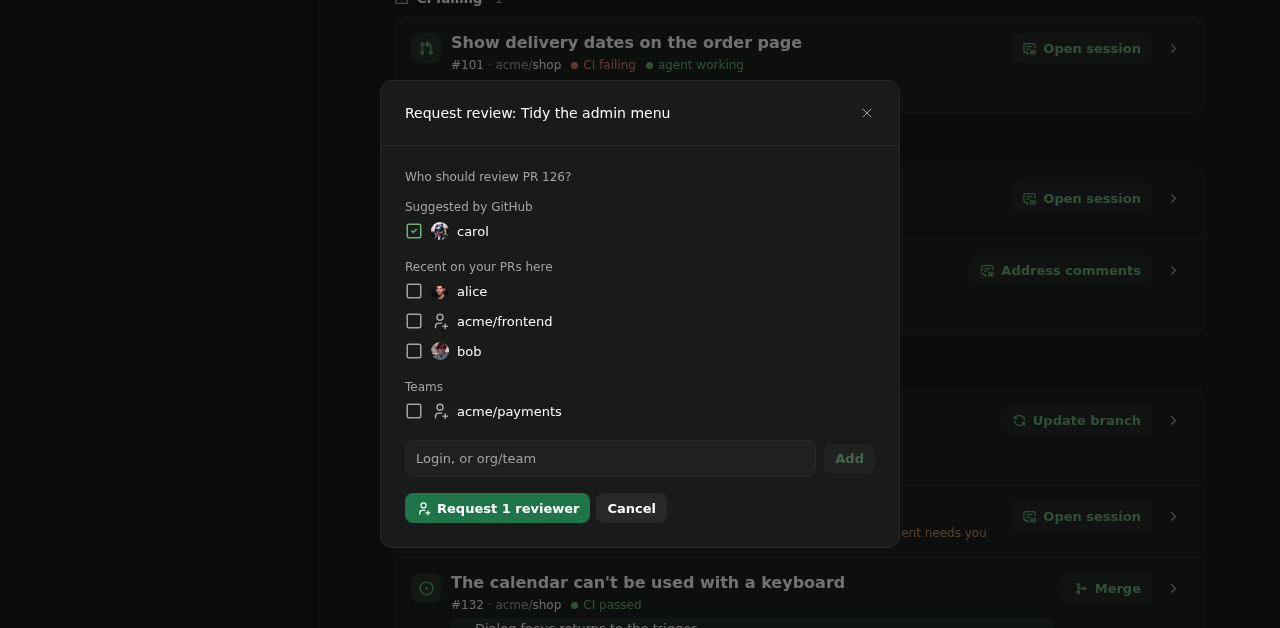 CI failing 1
Show delivery dates on the order page
Open session
#101 · acme/shop CI failing agent working
Request review: Tidy the admin menu
Who should review PR 126?
Open session
Suggested by GitHub
carol
Recent on your PRs here
Address comments
alice
acme/frontend
bob
Teams
acme/payments
Update branch
Login, or org/team
Add
Request 1 reviewer
Cancel
Open session
ent needs you
The calendar can't be used with a keyboard
Merge
#132 · acme/shop CI passed
Dialog focus returns to the trigger